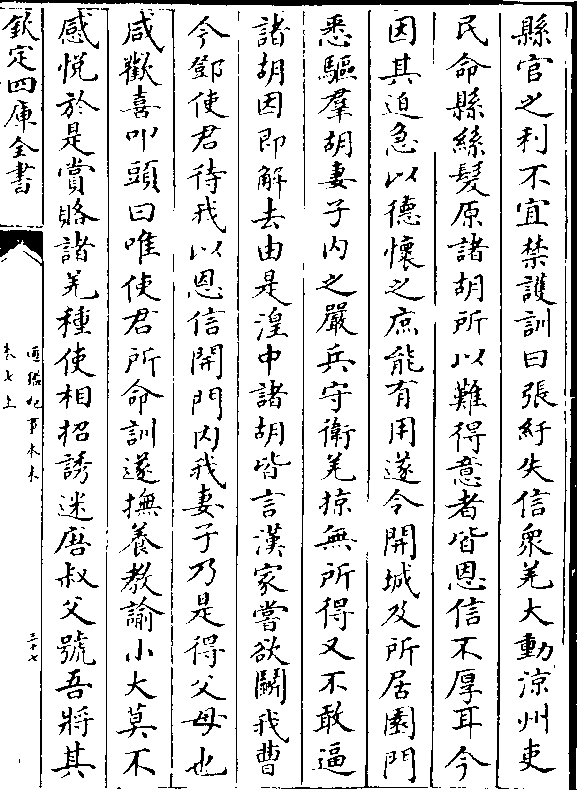 縣官之利不宜禁護訓曰張紆失信衆羌大動涼州吏
民命縣絲髮原諸胡所以難得意者皆恩信不厚耳今
因其迫急以德懷之庶能有用遂令開城及所居園門
悉驅羣胡妻子内之嚴兵守衛羌掠無所得又不敢逼
諸胡因即解去由是湟中諸胡皆言漢家嘗欲鬭我曹
今鄧使君待我以恩信開門内我妻子乃是得父母也
咸歡喜叩頭曰唯使君所命訓遂撫養教諭小大莫不
感悦於是賞賂諸羌種使相招誘迷唐叔父號吾將其
欽定四庫全書
通鑑紀事本末
卷七上
三十七